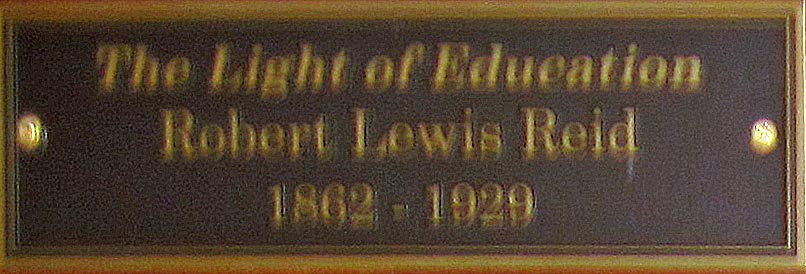 The Light of Education
Robert Lewis Reid
1862 - 1929